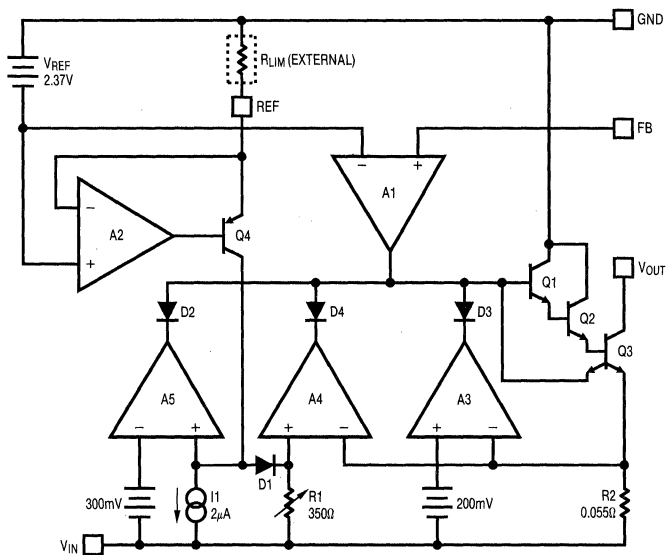 GND
VREF
2.37V
RLIM (EXTERNAL)
REF
FB
− +
A1
−
A2
+
Q4
Q1
VOUT
Q2
D2
D4
D3
Q3
A5
A4
A3
− +
+ −
+ −
D1
300mV
I1
2μA
R1
350Ω
200mV
R2
0.055Ω
VIN